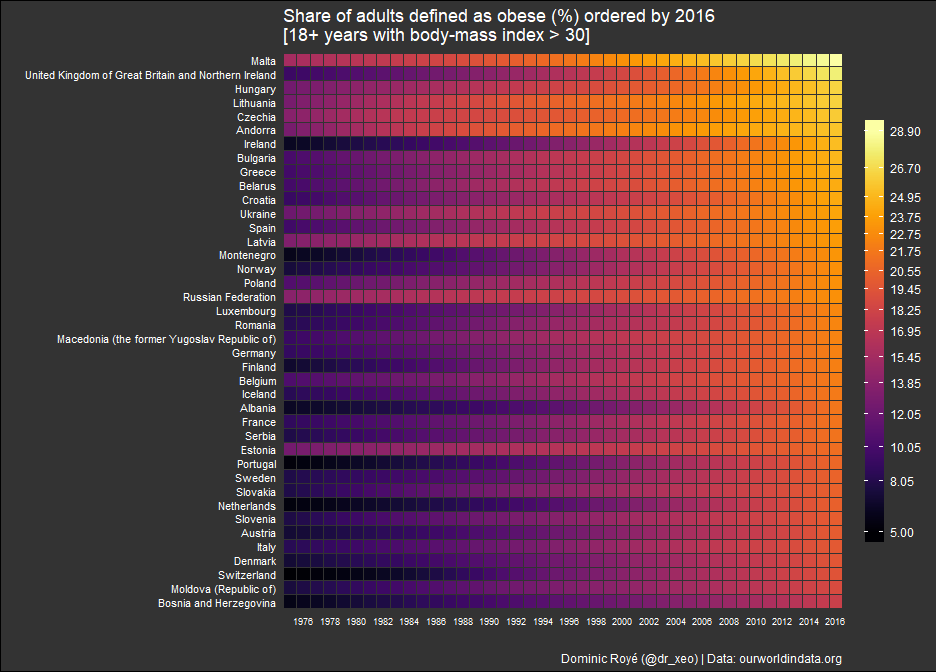 Share of adults defined as obese (%) ordered by 2016
[18+ years with body-mass index > 30]
Malta
United Kingdom of Great Britain and Northern Ireland
Hungary
Lithuania
Czechia
Andorra
Ireland
Bulgaria
Greece
Belarus
Croatia
Ukraine
Spain
Latvia
Montenegro
Norway
Poland
Russian Federation
Luxembourg
Romania
Macedonia (the former Yugoslav Republic of)
Germany
Finland
Belgium
Iceland
Albania
France
Serbia
Estonia
Portugal
Sweden
Slovakia
Netherlands
Slovenia
Austria
Italy
Denmark
Switzerland
Moldova (Republic of)
Bosnia and Herzegovina
1976 1978 1980 1982 1984 1986 1988 1990 1992 1994 1996 1998 2000 2002 2004 2006 2008 2010 2012 2014 2016
28.90
26.70
24.95
23.75
22.75
21.75
20.55
19.45
18.25
16.95
15.45
13.85
12.05
10.05
8.05
5.00
Dominic Royé (@dr_xeo) | Data: ourworldindata.org